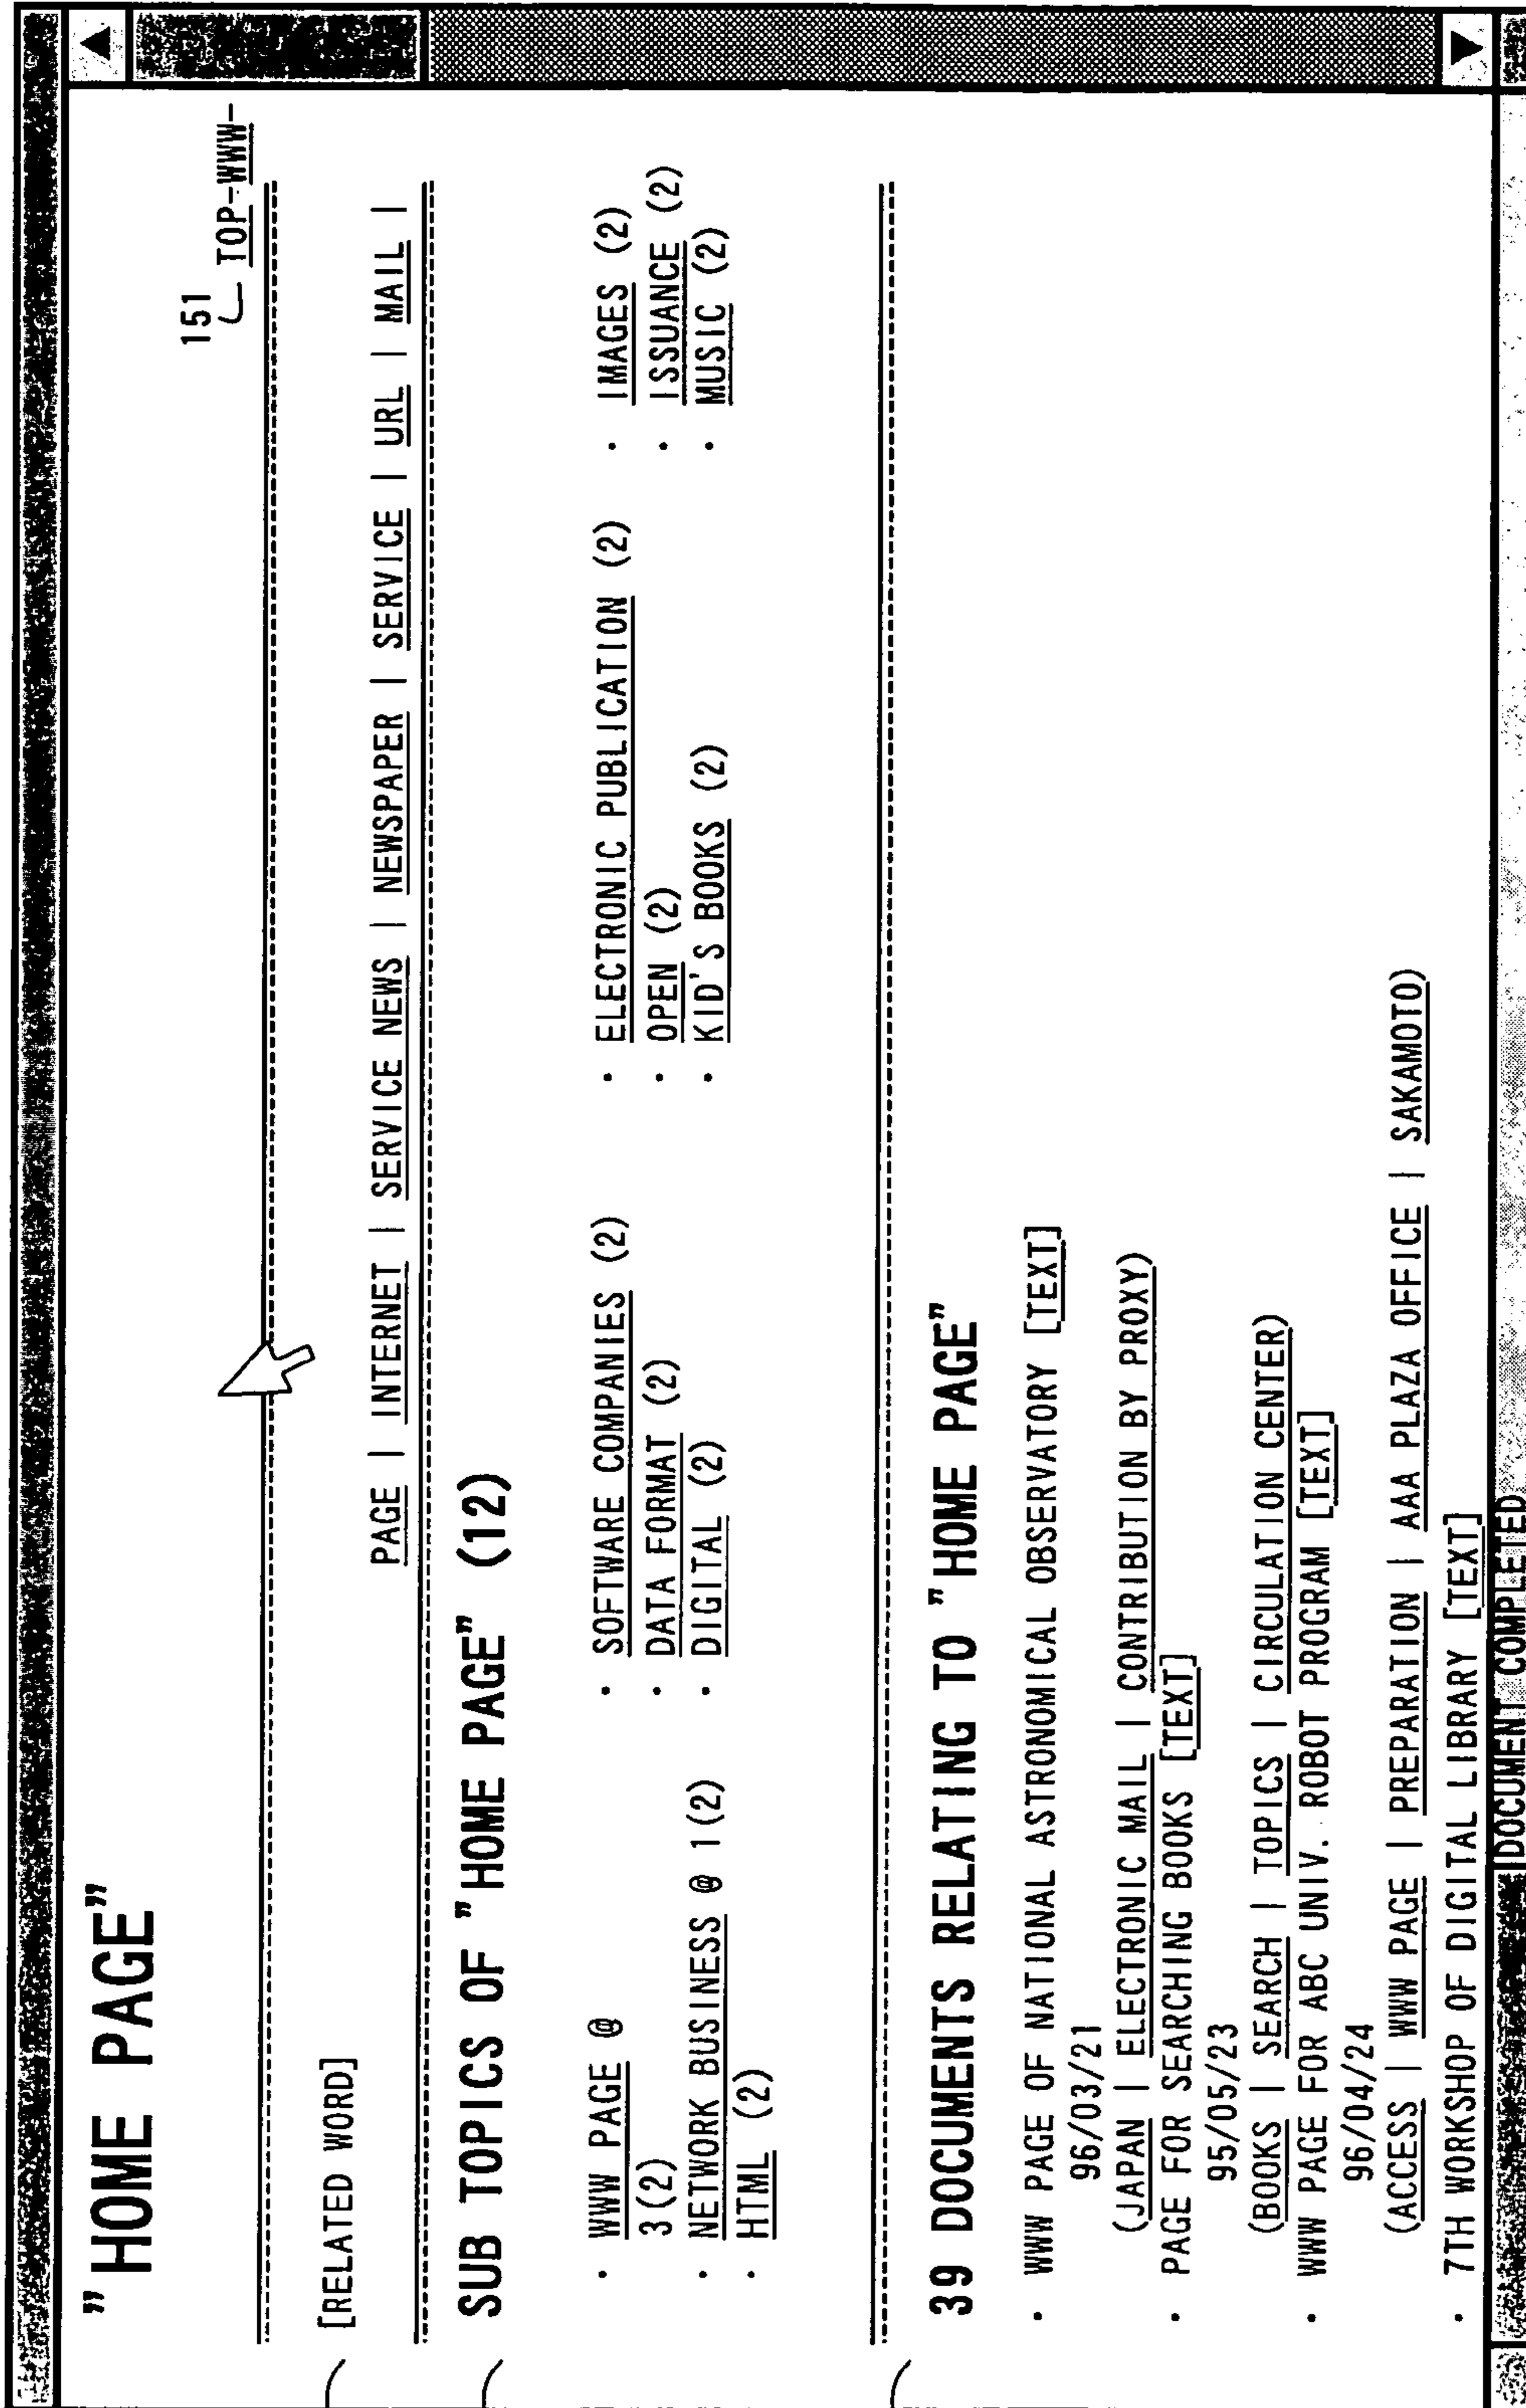 "HOME PAGE"
151
TOP-WWW-
[RELATED WORD]
PAGE | INTERNET | SERVICE NEWS | NEWSPAPER | SERVICE | URL | MAIL |
SUB TOPICS OF "HOME PAGE" (12)
· WWW PAGE @ · SOFTWARE COMPANIES (2) · ELECTRONIC PUBLICATION (2) · IMAGES (2)
3(2) · DATA FORMAT (2) · OPEN (2) · ISSUANCE (2)
· NETWORK BUSINESS @ 1(2) · DIGITAL (2) · KID'S BOOKS (2) · MUSIC (2)
· HTML (2)
39 DOCUMENTS RELATING TO "HOME PAGE"
· WWW PAGE OF NATIONAL ASTRONOMICAL OBSERVATORY [TEXT]
96/03/21
(JAPAN | ELECTRONIC MAIL | CONTRIBUTION BY PROXY)
· PAGE FOR SEARCHING BOOKS [TEXT]
95/05/23
(BOOKS | SEARCH | TOPICS | CIRCULATION CENTER)
· WWW PAGE FOR ABC UNIV. ROBOT PROGRAM [TEXT]
96/04/24
(ACCESS | WWW PAGE | PREPARATION | AAA PLAZA OFFICE | SAKAMOTO)
· 7TH WORKSHOP OF DIGITAL LIBRARY [TEXT]
DOCUMENT COMPLETED